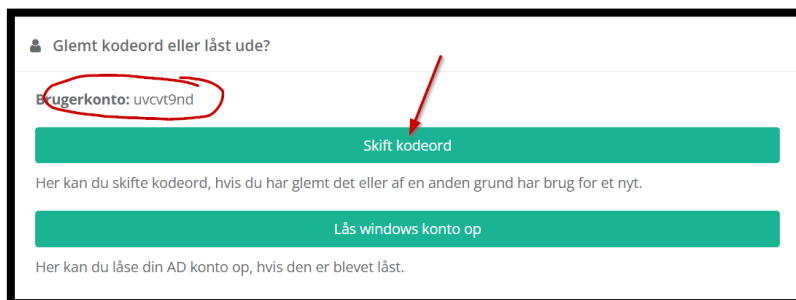 Glemt kodeord eller låst ude?
Brugerkonto: uvcvt9nd
Skift kodeord
Her kan du skifte kodeord, hvis du har glemt det eller af en anden grund har brug for et nyt.
Lås windows konto op
Her kan du låse din AD konto op, hvis den er blevet låst.